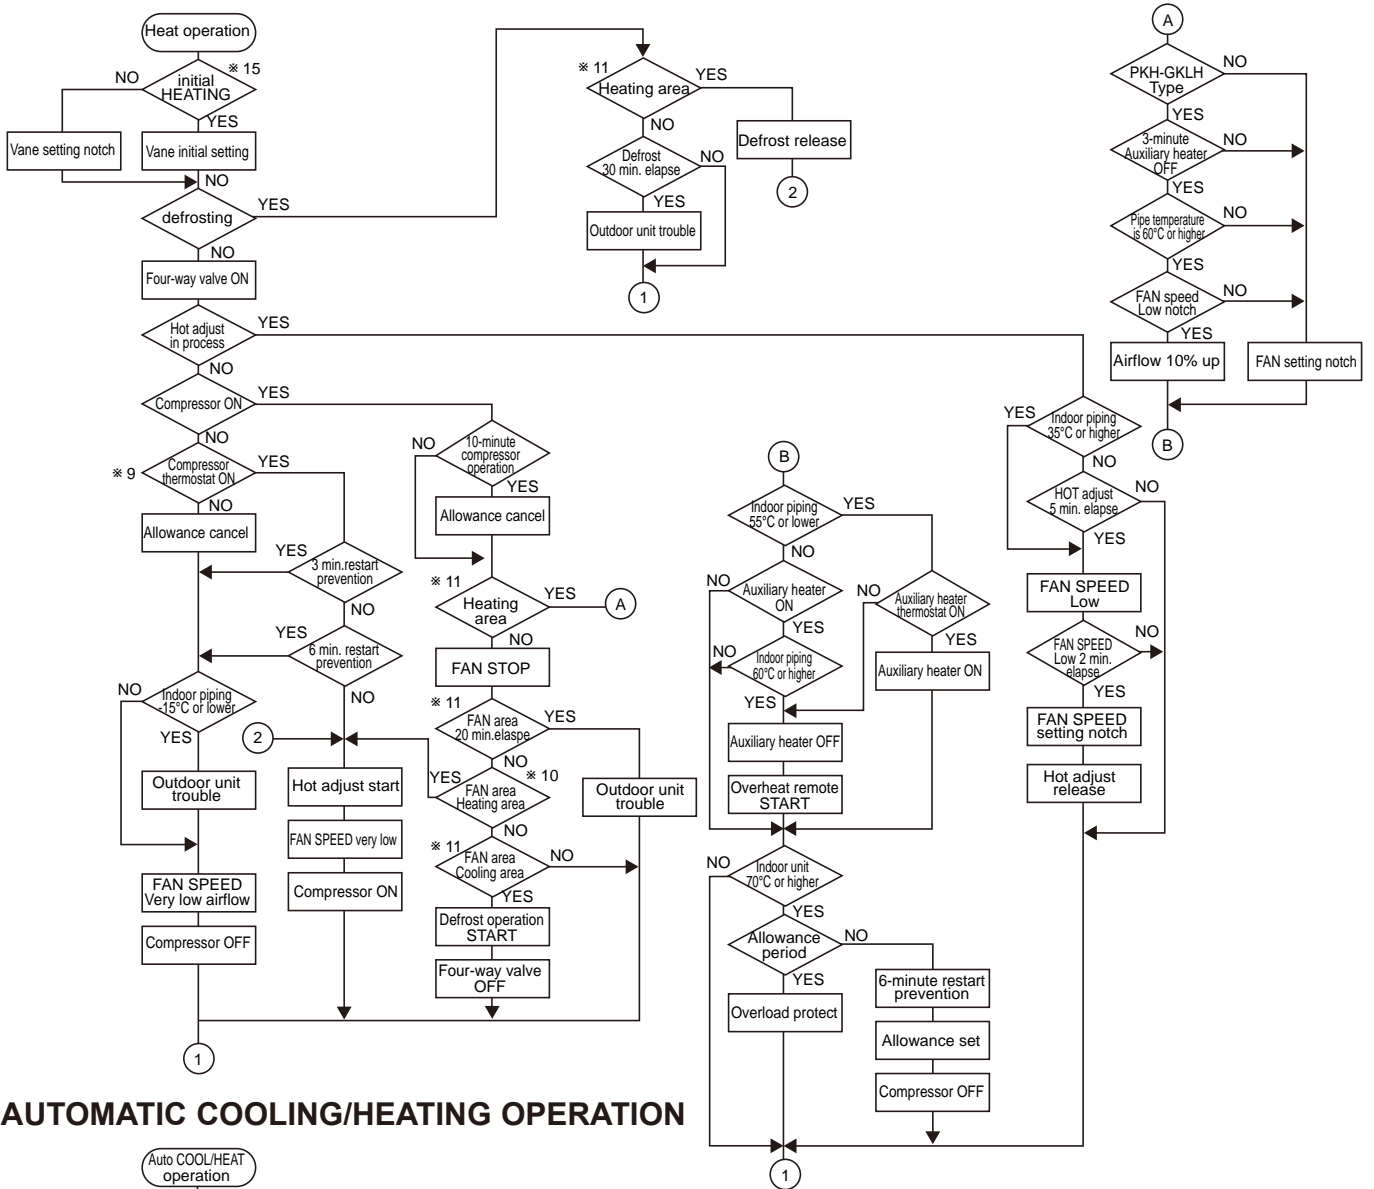 Heat operation
※ 15
initial
HEATING
NO
YES
Vane setting notch
Vane initial setting
NO
defrosting
YES
NO
Four-way valve ON
Hot adjust
in process
YES
NO
Compressor ON
YES
NO
※ 9
Compressor
thermostat ON
YES
NO
Allowance cancel
YES
3 min.restart
prevention
NO
YES
6 min. restart
prevention
NO
NO
Indoor piping
-15°C or lower
YES
Outdoor unit
trouble
FAN SPEED
Very low airflow
Compressor OFF
1
2
Hot adjust start
FAN SPEED very low
Compressor ON
NO
10-minute
compressor
operation
YES
Allowance cancel
※ 11
Heating
area
YES
A
NO
FAN STOP
※ 11
FAN area
20 min.elaspe
YES
NO
※ 10
YES
FAN area
Heating area
NO
※ 11
FAN area
Cooling area
NO
YES
Defrost operation
START
Four-way valve
OFF
Outdoor unit
trouble
※ 11
Heating area
YES
NO
Defrost release
2
Defrost
30 min. elapse
NO
YES
Outdoor unit trouble
1
A
PKH-GKLH
Type
NO
YES
3-minute
Auxiliary heater
OFF
NO
YES
Pipe temperature
is 60°C or higher
NO
YES
FAN speed
Low notch
NO
YES
Airflow 10% up
FAN setting notch
B
B
Indoor piping
55°C or lower
YES
NO
NO
Auxiliary heater
ON
YES
NO
Auxiliary heater
thermostat ON
YES
Auxiliary heater ON
NO
Indoor piping
60°C or higher
YES
Auxiliary heater OFF
Overheat remote
START
NO
Indoor unit
70°C or higher
YES
Allowance
period
NO
YES
Overload protect
6-minute restart
prevention
Allowance set
Compressor OFF
1
YES
Indoor piping
35°C or higher
NO
HOT adjust
5 min. elapse
NO
YES
FAN SPEED
Low
FAN SPEED
Low 2 min.
elapse
NO
YES
FAN SPEED
setting notch
Hot adjust
release
AUTOMATIC COOLING/HEATING OPERATION
Auto COOL/HEAT
operation